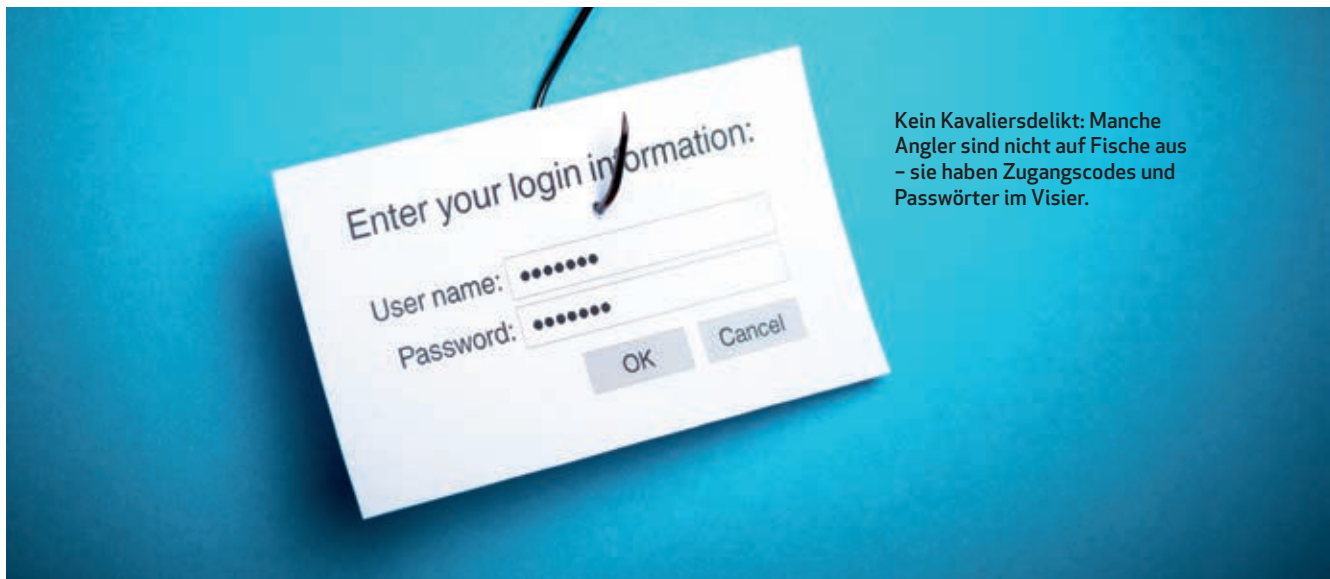 Enter your login information:
User name: •••••••
Password: •••••••
OK Cancel
Kein Kavaliersdelikt: Manche
Angler sind nicht auf Fische aus
– sie haben Zugangscodes und
Passwörter im Visier.